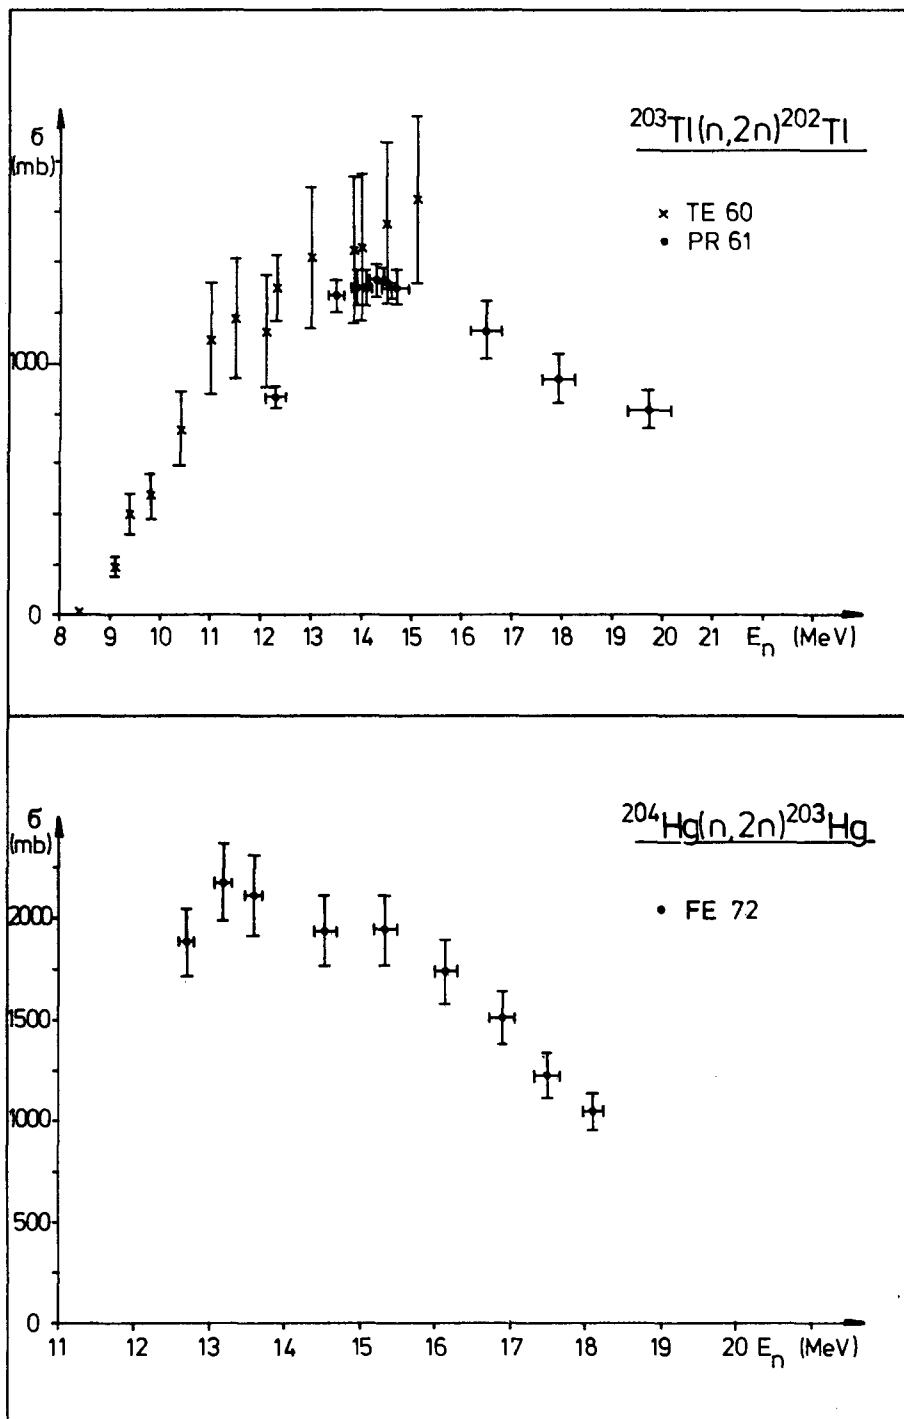 σ
(mb)
²⁰³Tl(n,2n)²⁰²Tl
× TE 60
• PR 61
1000
0
8 9 10 11 12 13 14 15 16 17 18 19 20 21 Eₙ (MeV)
σ
(mb)
²⁰⁴Hg(n,2n)²⁰³Hg
• FE 72
2000
1500
1000
500
0
11 12 13 14 15 16 17 18 19 20 Eₙ (MeV)